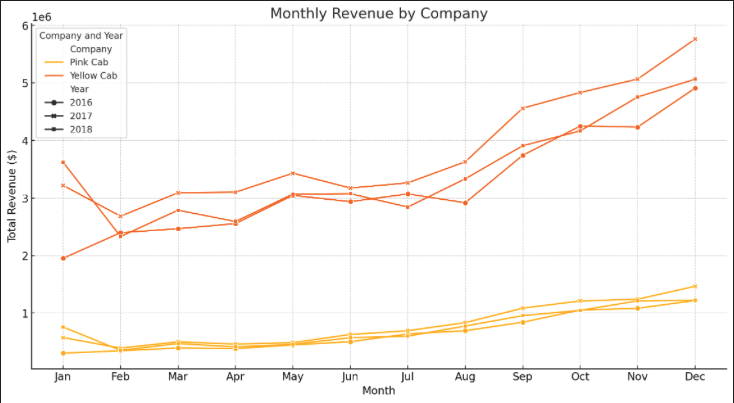 Monthly Revenue by Company
1e6
Company and Year
Company
Pink Cab
Yellow Cab
Year
2016
2017
2018
Total Revenue ($)
6
5
4
3
2
1
Jan Feb Mar Apr May Jun Jul Aug Sep Oct Nov Dec
Month